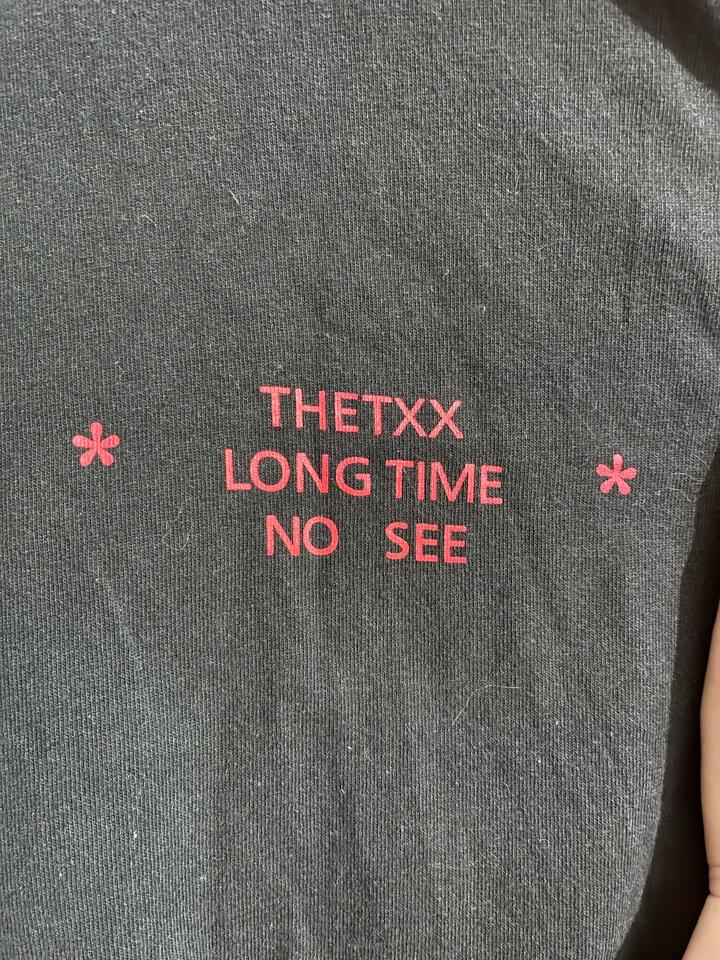 THETXX
* LONG TIME *
NO SEE